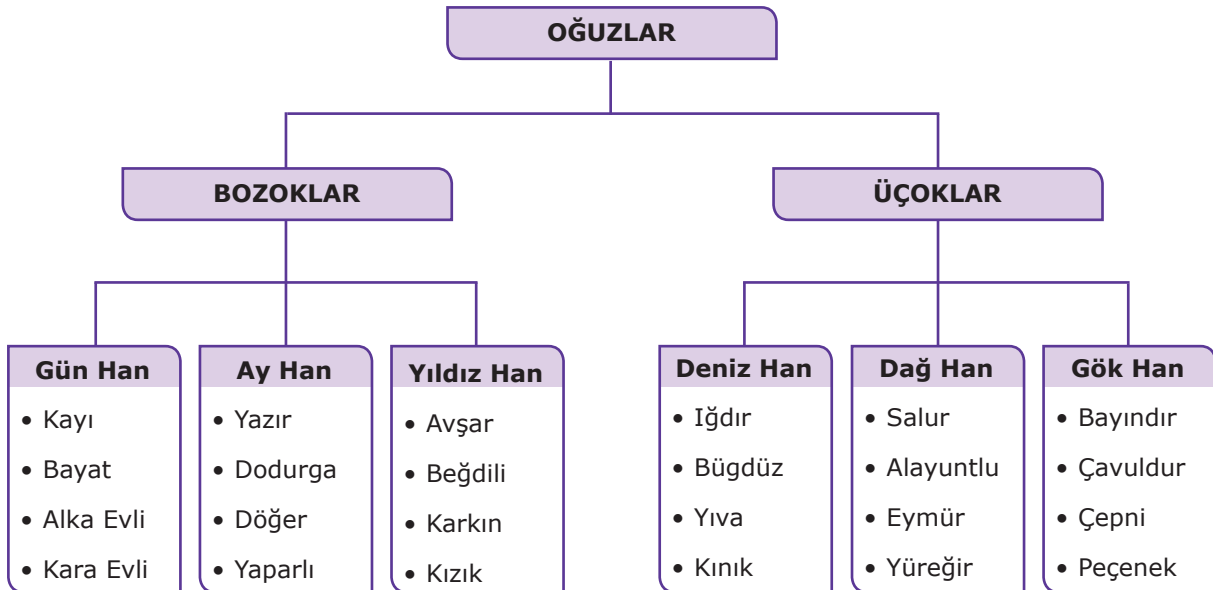 OĞUZLAR
BOZOKLAR
ÜÇOKLAR
Gün Han
• Kayı
• Bayat
• Alka Evli
• Kara Evli
Ay Han
• Yazır
• Dodurga
• Döğer
• Yaparlı
Yıldız Han
• Avşar
• Beğdili
• Karkın
• Kızık
Deniz Han
• Iğdır
• Bügdüz
• Yıva
• Kınık
Dağ Han
• Salur
• Alayuntlu
• Eymür
• Yüreğir
Gök Han
• Bayındır
• Çavuldur
• Çepni
• Peçenek